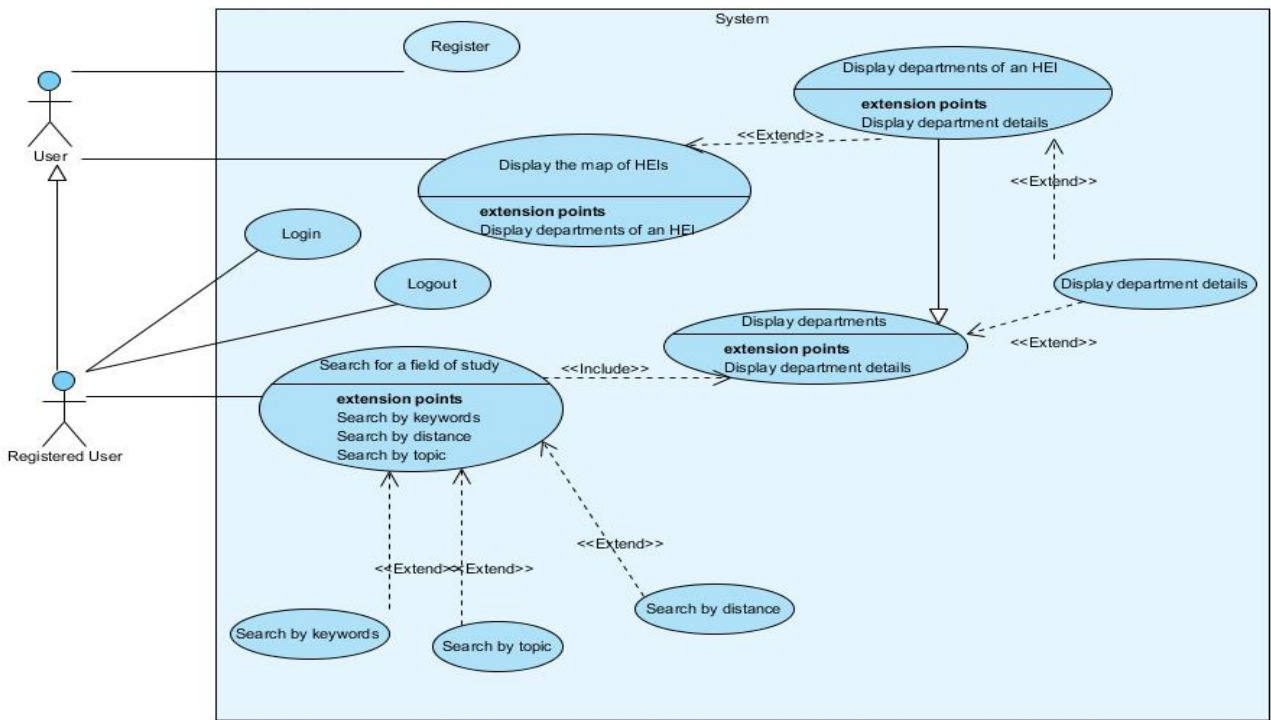 System
Register
Display departments of an HEI
extension points
Display department details
<<Extend>>
User
Display the map of HEIs
extension points
Display departments of an HEI
<<Extend>>
Login
Logout
Display department details
Display departments
extension points
Display department details
<<Extend>>
Search for a field of study
<<Include>>
extension points
Search by keywords
Search by distance
Search by topic
Registered User
<<Extend>>
<<Extend>>
<<Extend>>
Search by distance
Search by keywords
Search by topic